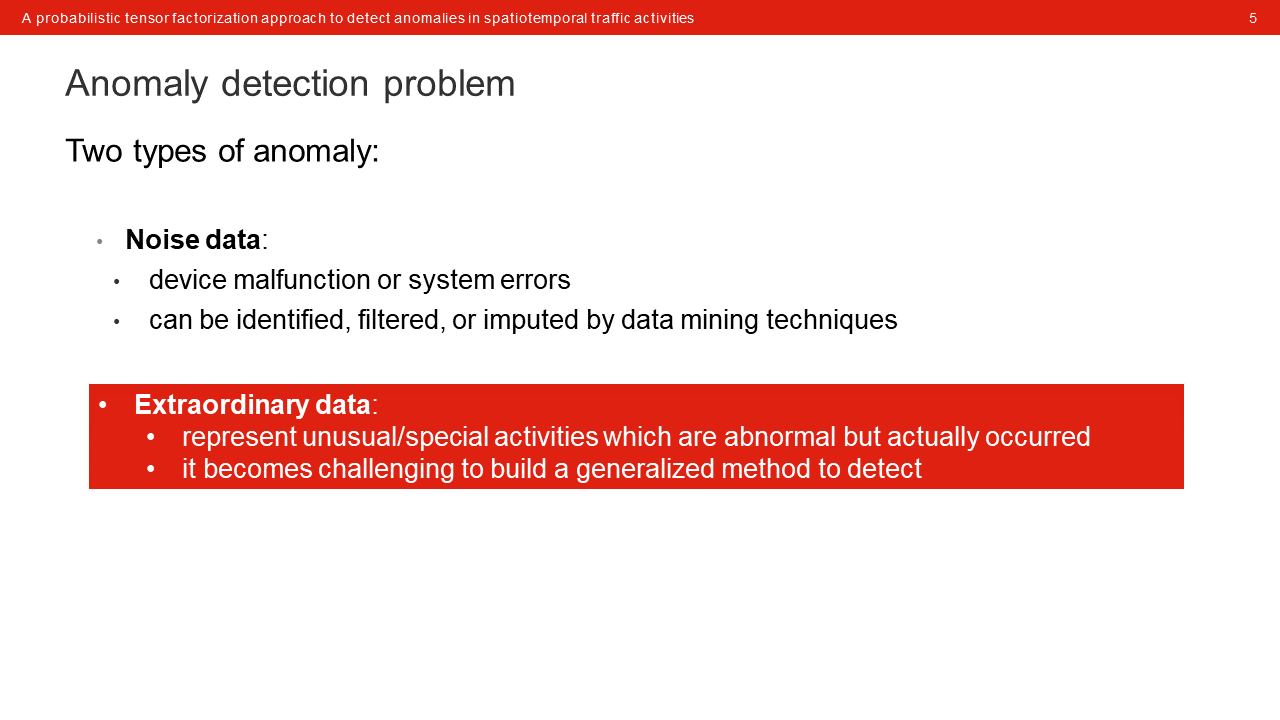 A probabilistic tensor factorization approach to detect anomalies in spatiotemporal traffic activities
5
Anomaly detection problem
Two types of anomaly:
• Noise data:
• device malfunction or system errors
• can be identified, filtered, or imputed by data mining techniques
• Extraordinary data:
• represent unusual/special activities which are abnormal but actually occurred
• it becomes challenging to build a generalized method to detect